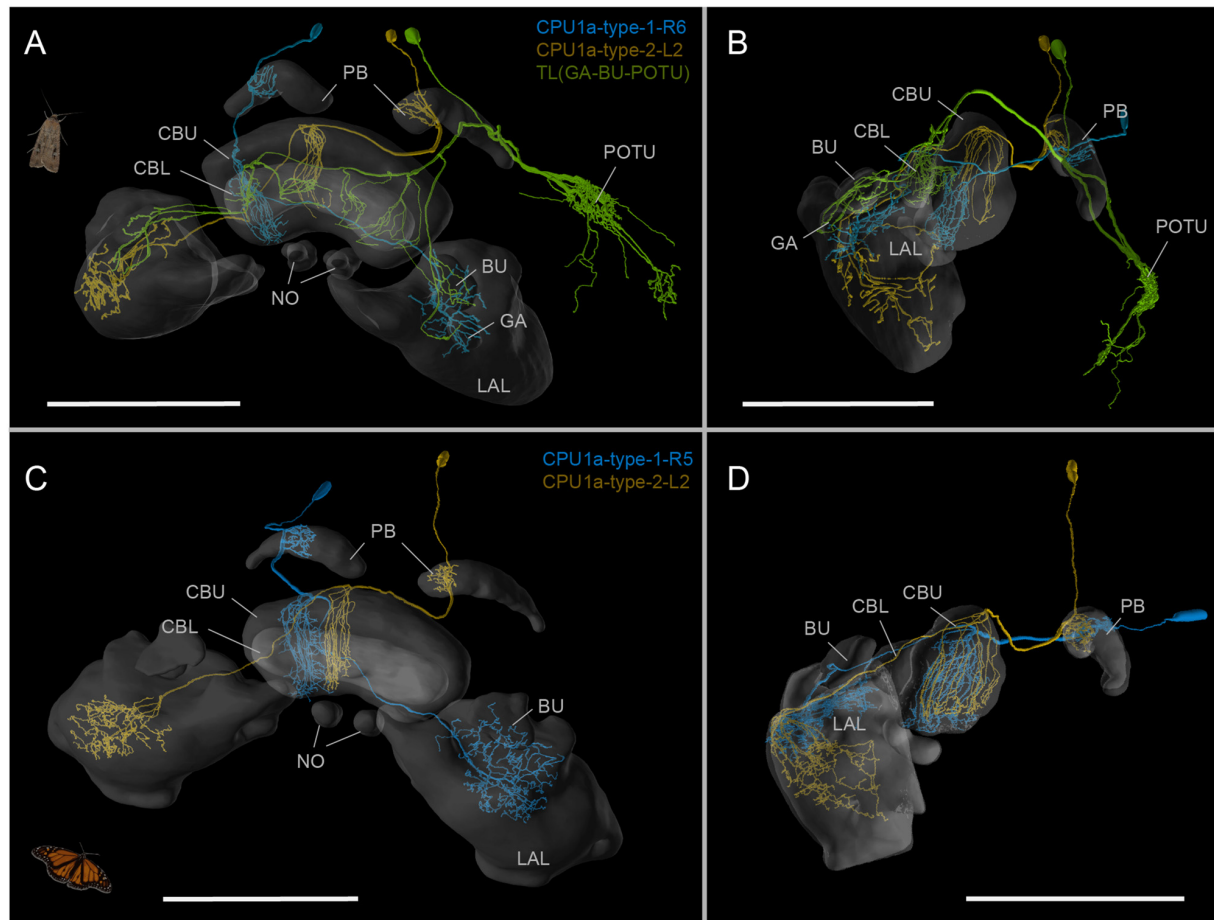 A
CPU1a-type-1-R6
CPU1a-type-2-L2
TL(GA-BU-POTU)
PB
CBU
CBL
POTU
NO
BU
GA
LAL
B
CBU
PB
CBL
BU
GA
LAL
POTU
C
CPU1a-type-1-R5
CPU1a-type-2-L2
PB
CBU
CBL
BU
NO
LAL
D
CBU
CBL
PB
BU
LAL